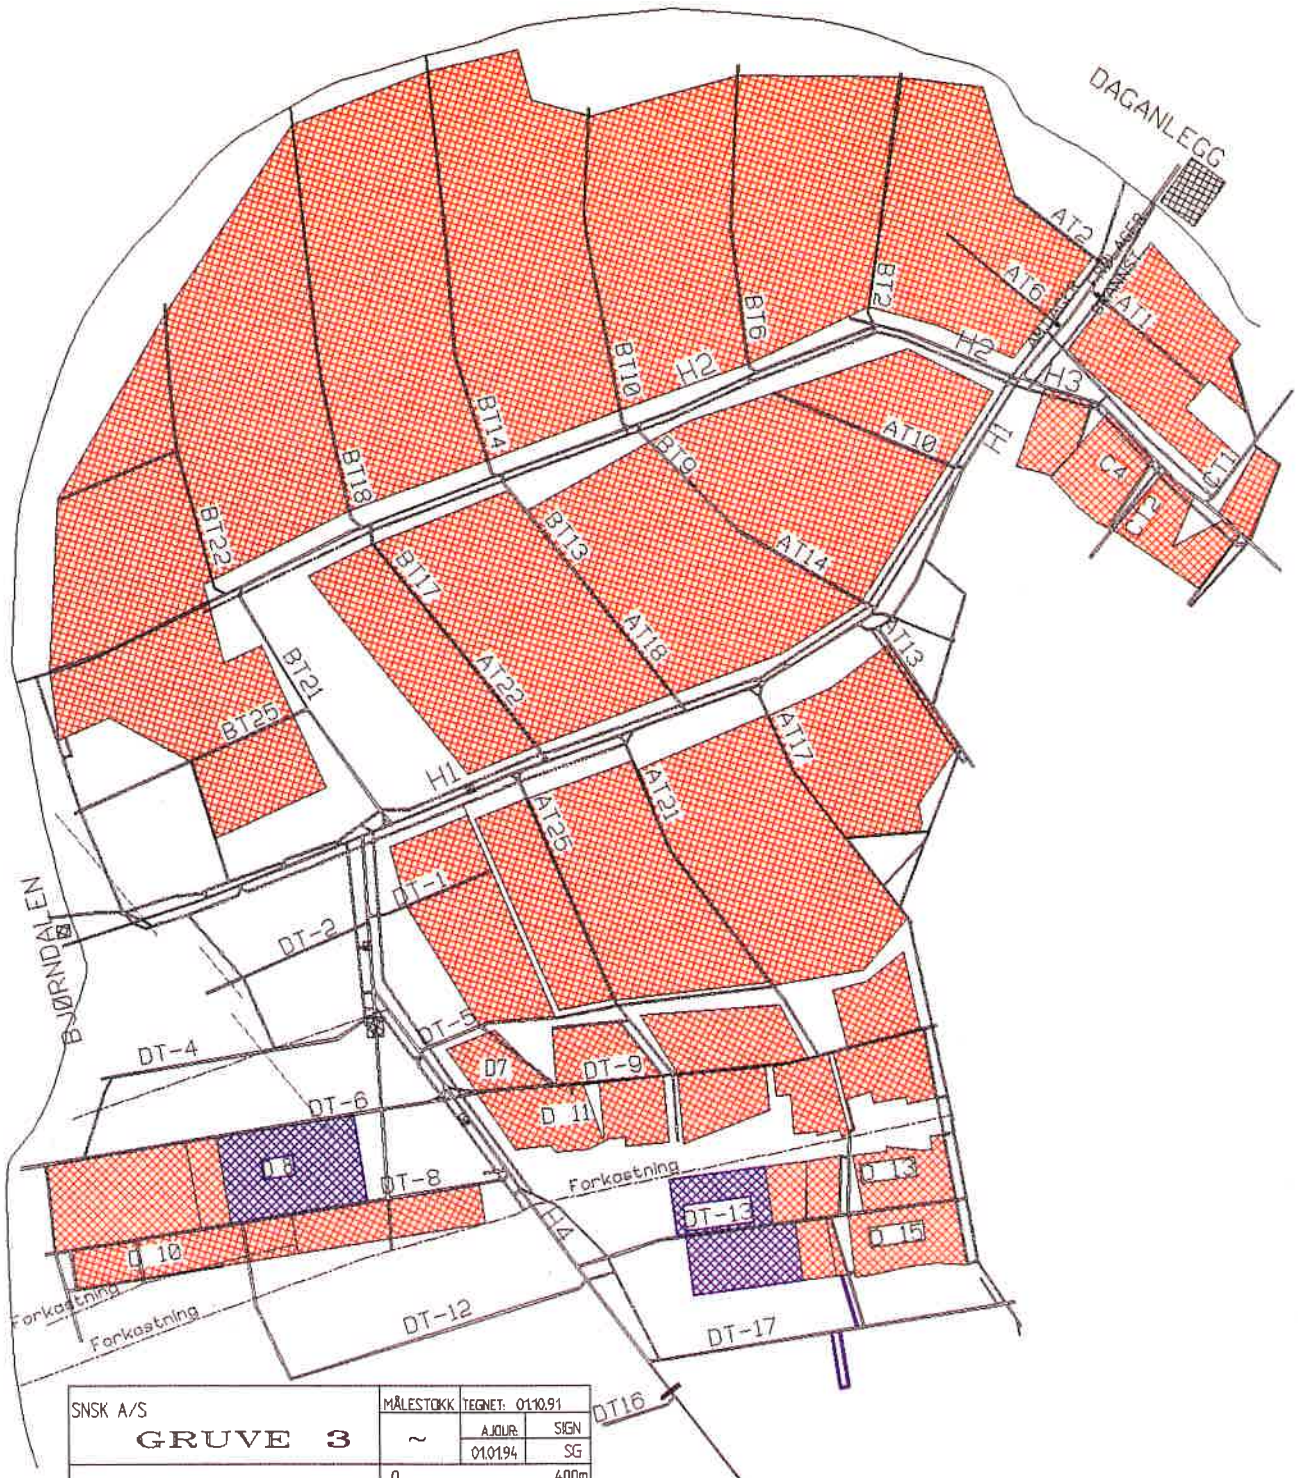 DAGANLEGG
AT2
AT6
AT1
BT2
BT6
H2
H2
H3
BT10
H1
AT10
CT1
C4
C2
BT14
BT9
BT18
BT13
AT14
BT22
BT17
AT18
AT13
BT21
AT22
BT25
AT17
H1
AT21
AT25
BJØRNDALEN
DT-1
DT-2
DT-5
DT-4
D7
DT-9
DT-6
D 11
D8
DT-8
Forkastning
D 13
DT-13
H4
D 15
D 10
Forkastning
Forkastning
DT-12
DT-17
DT16
SNSK A/S
GRUVE 3
MÅLESTOKK
~
TEGNET: 01.10.91
AJOUR: SIGN
01.01.94 SG
0 400m